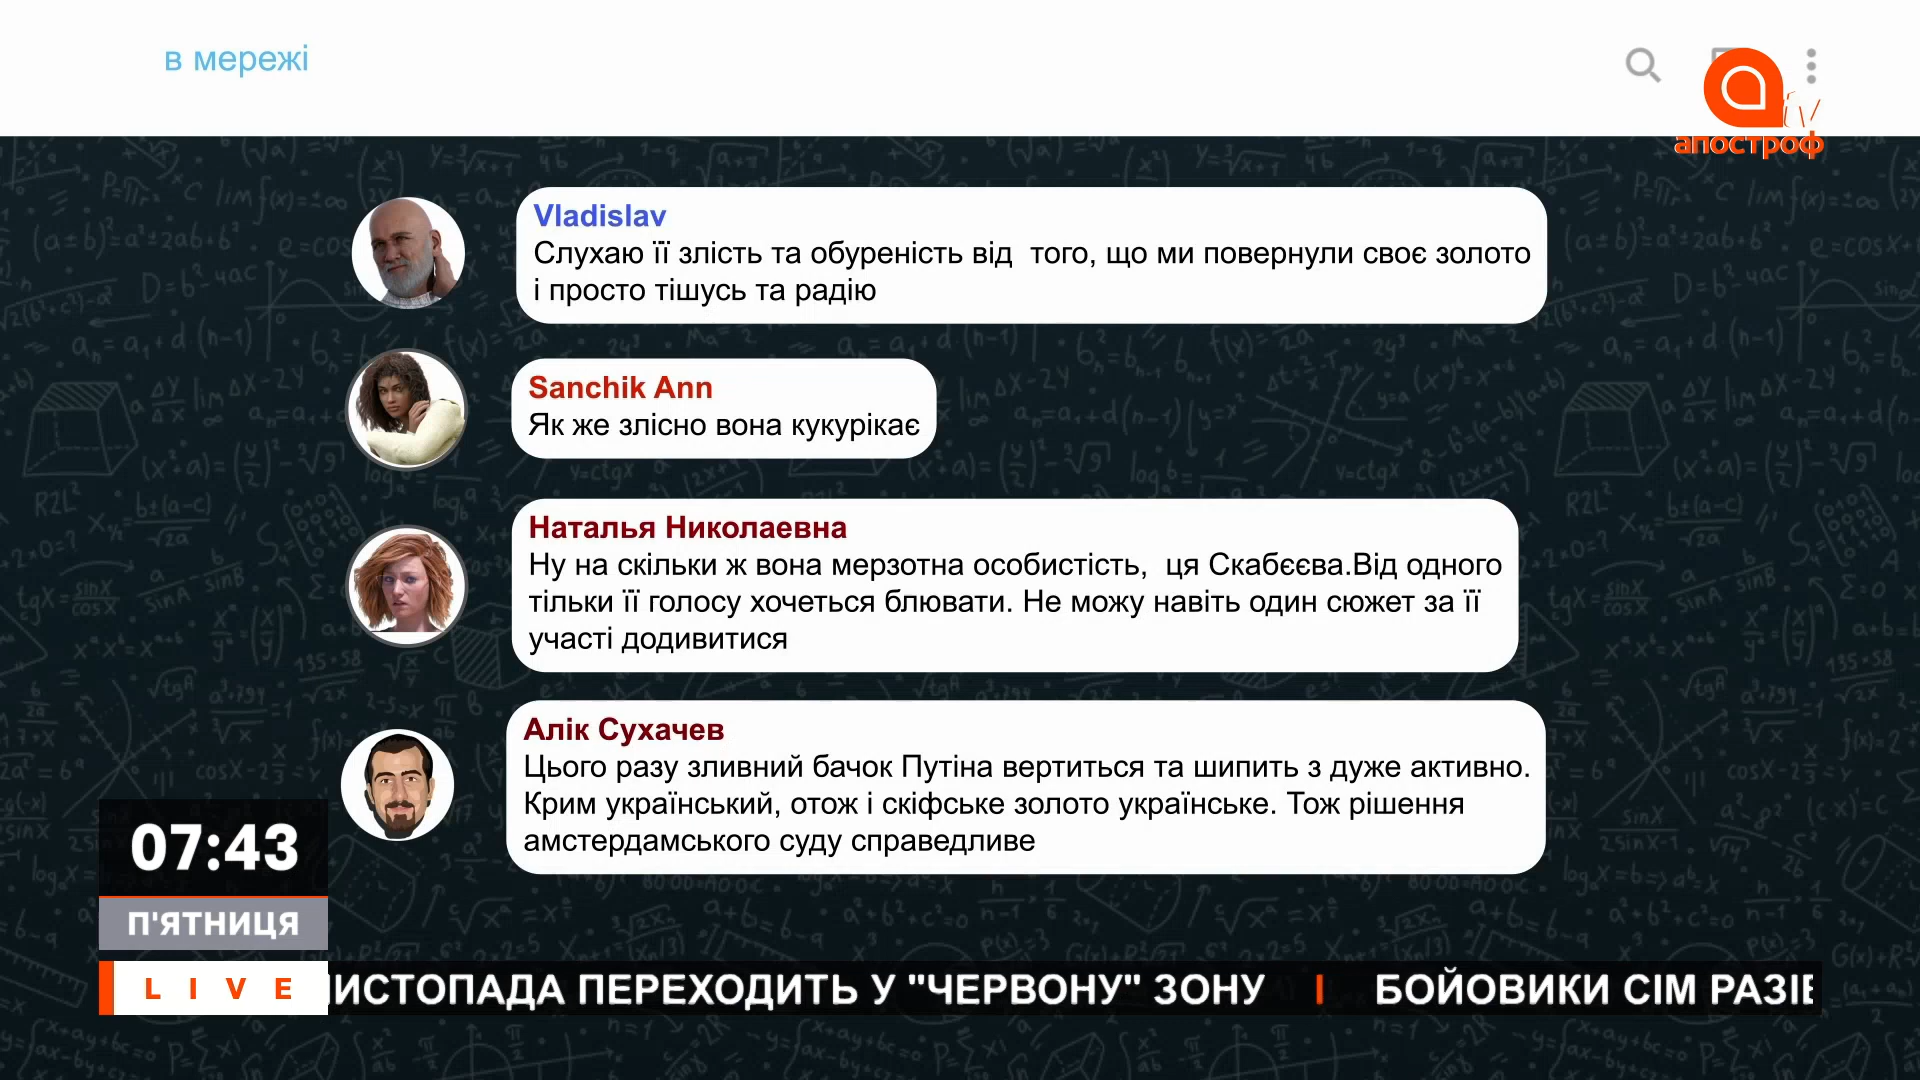 в мережі
tv
апостроф
Vladislav
Слухаю її злість та обуреність від  того, що ми повернули своє золото
і просто тішусь та радію
Sanchik Ann
Як же злісно вона кукурікає
Наталья Николаевна
Ну на скільки ж вона мерзотна особистість,  ця Скабєєва.Від одного
тільки її голосу хочеться блювати. Не можу навіть один сюжет за її
участі додивитися
Алік Сухачев
Цього разу зливний бачок Путіна вертиться та шипить з дуже активно.
Крим український, отож і скіфське золото українське. Тож рішення
амстердамського суду справедливе
07:43
П'ЯТНИЦЯ
LIVE
ИСТОПАДА ПЕРЕХОДИТЬ У "ЧЕРВОНУ" ЗОНУ | БОЙОВИКИ СІМ РАЗІВ